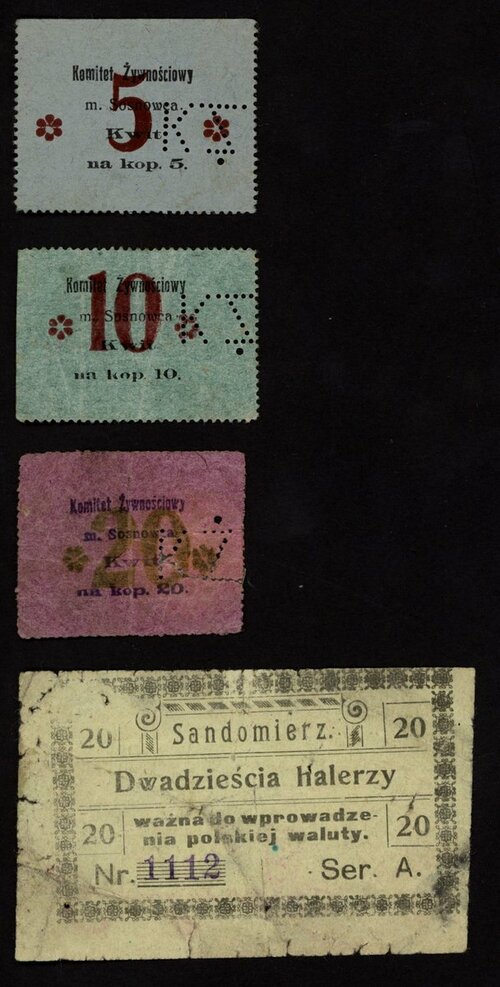 Komitet Żywnościowy
m. Sosnowca.
5
Kwit
na kop. 5.
K Ż
Komitet Żywnościowy
m. Sosnowca
10
Kwit
na kop. 10.
K Ż
Komitet Żywnościowy
m. Sosnowca
20
Kwit
na kop. 20.
K Ż
20 Sandomierz. 20
Dwadzieścia Halerzy
20 ważna do wprowadze-
nia polskiej waluty. 20
Nr. 1112 Ser. A.